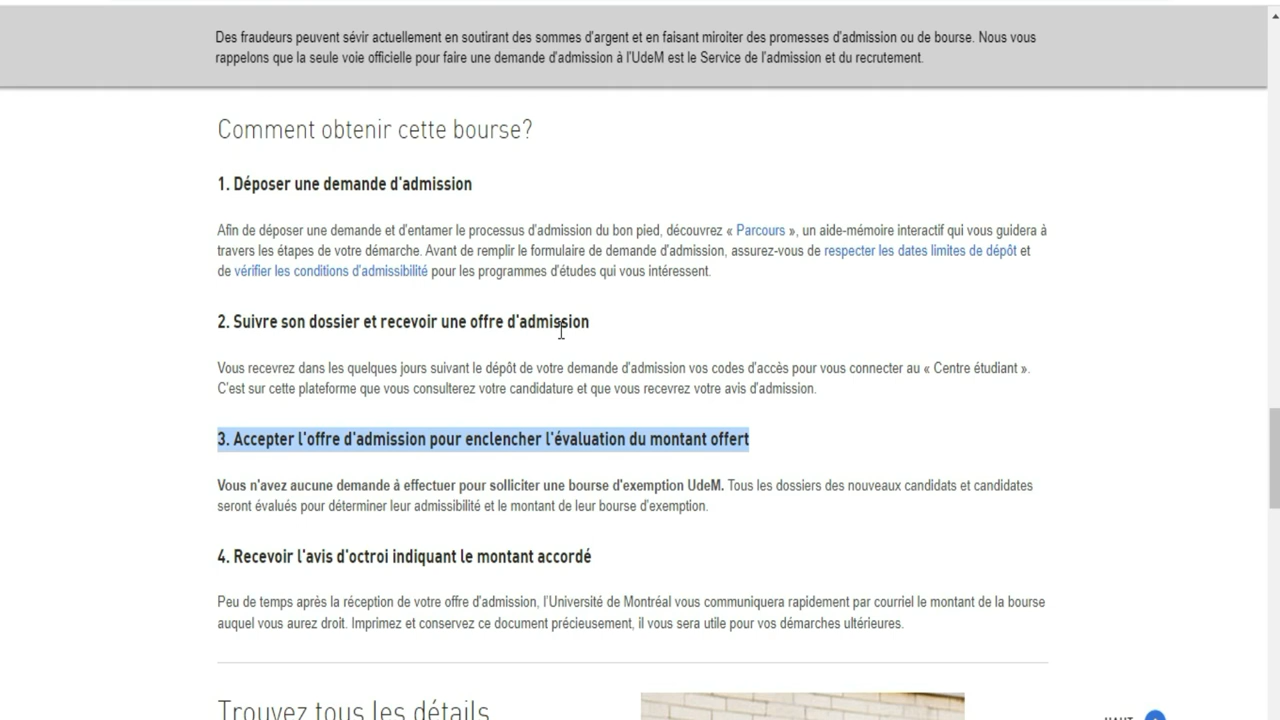 Des fraudeurs peuvent sévir actuellement en soutirant des sommes d'argent et en faisant miroiter des promesses d'admission ou de bourse. Nous vous
rappelons que la seule voie officielle pour faire une demande d'admission à l'UdeM est le Service de l'admission et du recrutement.
Comment obtenir cette bourse?
1. Déposer une demande d'admission
Afin de déposer une demande et d'entamer le processus d'admission du bon pied, découvrez « Parcours », un aide-mémoire interactif qui vous guidera à
travers les étapes de votre démarche. Avant de remplir le formulaire de demande d'admission, assurez-vous de respecter les dates limites de dépôt et
de vérifier les conditions d'admissibilité pour les programmes d'études qui vous intéressent.
2. Suivre son dossier et recevoir une offre d'admission
Vous recevrez dans les quelques jours suivant le dépôt de votre demande d'admission vos codes d'accès pour vous connecter au « Centre étudiant ».
C'est sur cette plateforme que vous consulterez votre candidature et que vous recevrez votre avis d'admission.
3. Accepter l'offre d'admission pour enclencher l'évaluation du montant offert
Vous n'avez aucune demande à effectuer pour solliciter une bourse d'exemption UdeM. Tous les dossiers des nouveaux candidats et candidates
seront évalués pour déterminer leur admissibilité et le montant de leur bourse d'exemption.
4. Recevoir l'avis d'octroi indiquant le montant accordé
Peu de temps après la réception de votre offre d'admission, l'Université de Montréal vous communiquera rapidement par courriel le montant de la bourse
auquel vous aurez droit. Imprimez et conservez ce document précieusement, il vous sera utile pour vos démarches ultérieures.
Trouvez tous les détails
HAUT